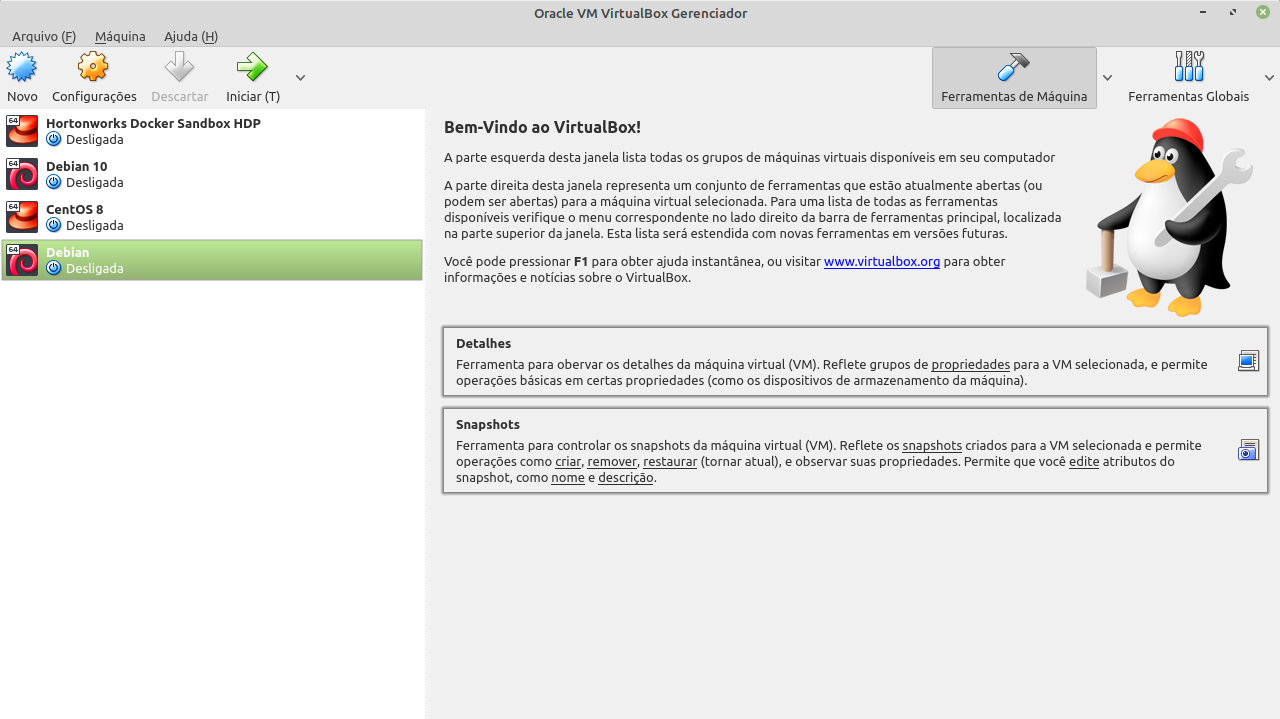 Oracle VM VirtualBox Gerenciador
Arquivo (F) Máquina Ajuda (H)
Novo Configurações Descartar Iniciar (T) Ferramentas de Máquina Ferramentas Globais
64 Hortonworks Docker Sandbox HDP
Desligada
64 Debian 10
Desligada
64 CentOS 8
Desligada
64 Debian
Desligada
Bem-Vindo ao VirtualBox!
A parte esquerda desta janela lista todas os grupos de máquinas virtuais disponíveis em seu computador
A parte direita desta janela representa um conjunto de ferramentas que estão atualmente abertas (ou
podem ser abertas) para a máquina virtual selecionada. Para uma lista de todas as ferramentas
disponíveis verifique o menu correspondente no lado direito da barra de ferramentas principal, localizada
na parte superior da janela. Esta lista será estendida com novas ferramentas em versões futuras.
Você pode pressionar F1 para obter ajuda instantânea, ou visitar www.virtualbox.org para obter
informações e notícias sobre o VirtualBox.
Detalhes
Ferramenta para obervar os detalhes da máquina virtual (VM). Reflete grupos de propriedades para a VM selecionada, e permite
operações básicas em certas propriedades (como os dispositivos de armazenamento da máquina).
Snapshots
Ferramenta para controlar os snapshots da máquina virtual (VM). Reflete os snapshots criados para a VM selecionada e permite
operações como criar, remover, restaurar (tornar atual), e observar suas propriedades. Permite que você edite atributos do
snapshot, como nome e descrição.